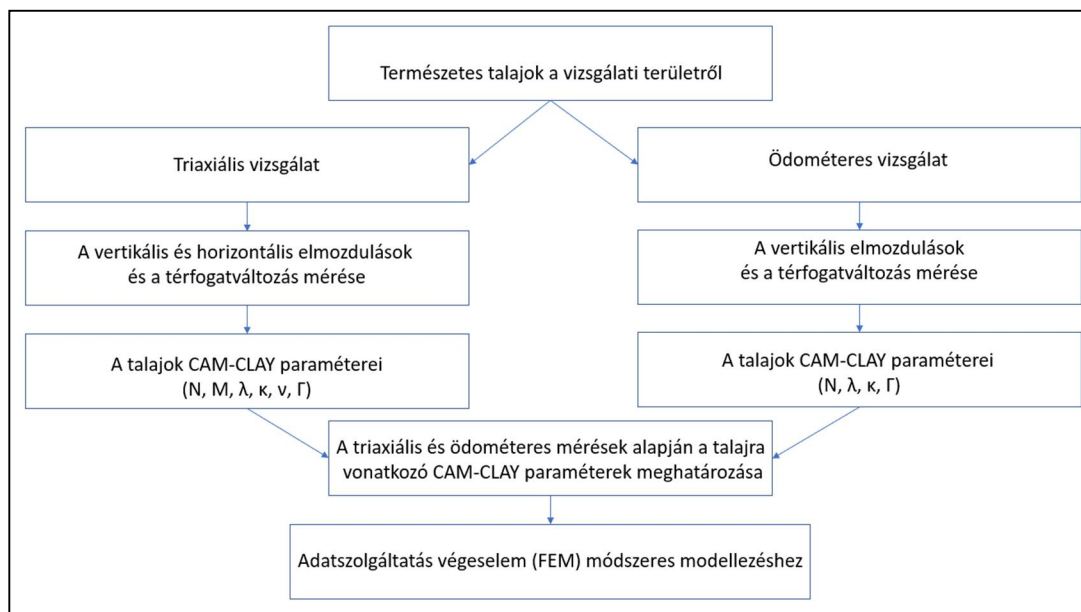 Természetes talajok a vizsgálati területről
Triaxiális vizsgálat
Ödométeres vizsgálat
A vertikális és horizontális elmozdulások
és a térfogatváltozás mérése
A vertikális elmozdulások
és a térfogatváltozás mérése
A talajok CAM-CLAY paraméterei
(N, M, λ, κ, ν, Γ)
A talajok CAM-CLAY paraméterei
(N, λ, κ, Γ)
A triaxiális és ödométeres mérések alapján a talajra
vonatkozó CAM-CLAY paraméterek meghatározása
Adatszolgáltatás végeselem (FEM) módszeres modellezéshez